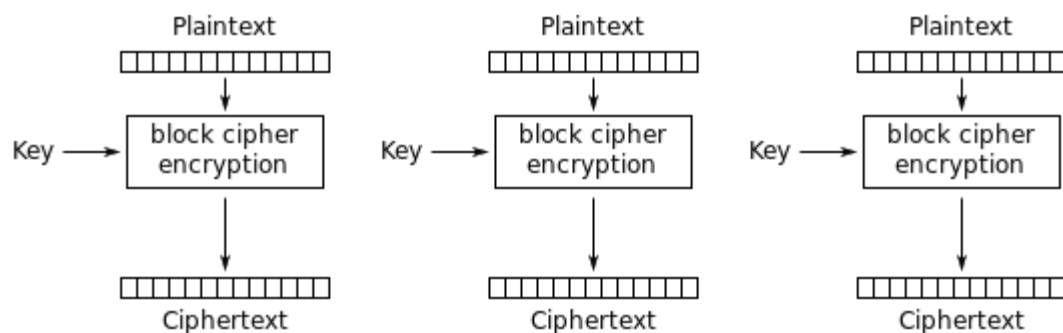 Plaintext Plaintext Plaintext
block cipher block cipher block cipher
Key Key Key
encryption encryption encryption
Ciphertext Ciphertext Ciphertext